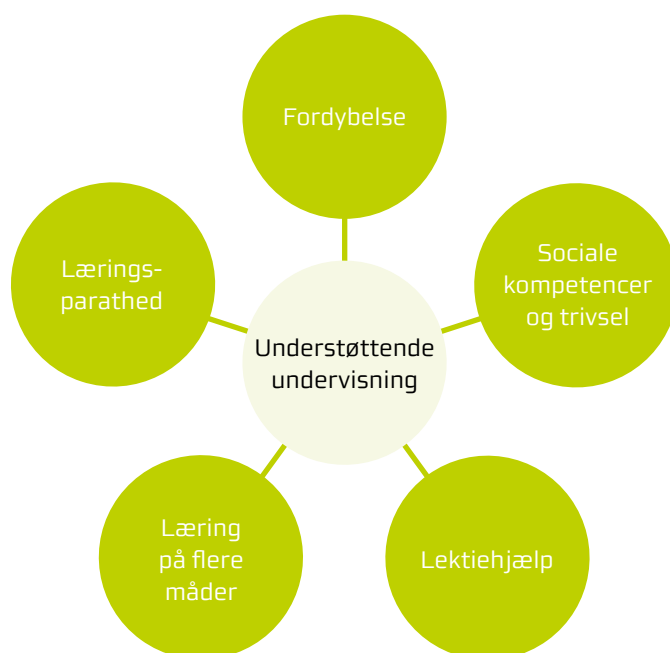 Fordybelse
Sociale
kompetencer
og trivsel
Lektiehjælp
Læring
på flere
måder
Lærings-
parathed
Understøttende
undervisning